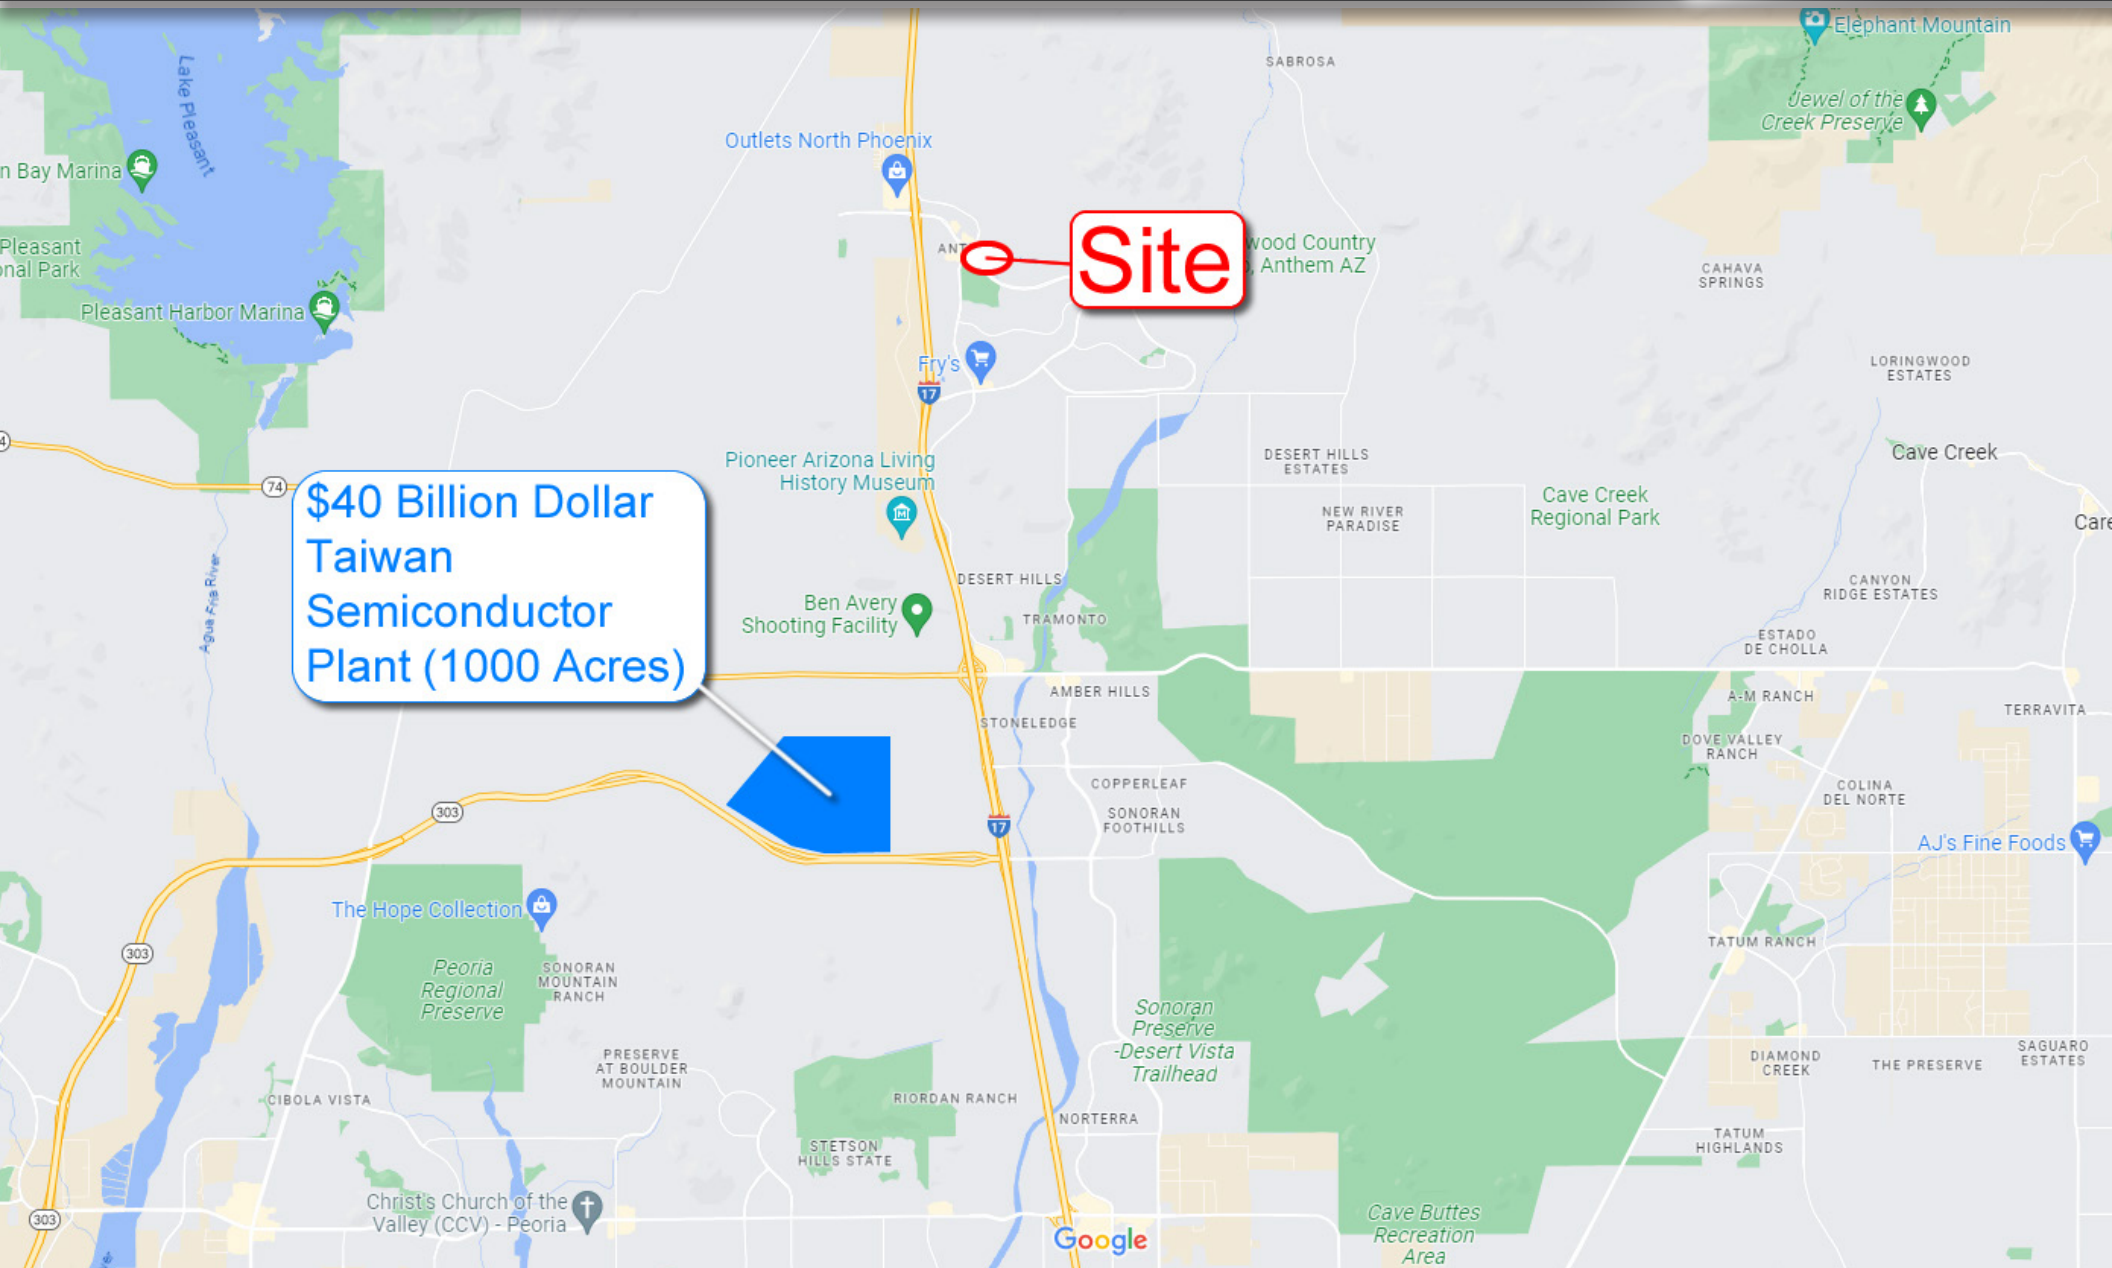 Elephant Mountain
SABROSA
Lake Pleasant
Jewel of the
Creek Preserve
Outlets North Phoenix
n Bay Marina
Site
Pleasant
onal Park
ANT
wood Country
, Anthem AZ
CAHAVA
SPRINGS
Pleasant Harbor Marina
Fry's
17
LORINGWOOD
ESTATES
4
74
Pioneer Arizona Living
History Museum
DESERT HILLS
ESTATES
Cave Creek
NEW RIVER
PARADISE
Cave Creek
Regional Park
Care
$40 Billion Dollar
Taiwan
Semiconductor
Plant (1000 Acres)
Agua Fria River
DESERT HILLS
Ben Avery
Shooting Facility
TRAMONTO
CANYON
RIDGE ESTATES
ESTADO
DE CHOLLA
AMBER HILLS
STONELEDGE
A-M RANCH
TERRAVITA
DOVE VALLEY
RANCH
COPPERLEAF
SONORAN
FOOTHILLS
COLINA
DEL NORTE
303
17
AJ's Fine Foods
The Hope Collection
303
Peoria
Regional
Preserve
SONORAN
MOUNTAIN
RANCH
TATUM RANCH
Sonoran
Preserve
-Desert Vista
Trailhead
PRESERVE
AT BOULDER
MOUNTAIN
DIAMOND
CREEK
THE PRESERVE
SAGUARO
ESTATES
CIBOLA VISTA
RIORDAN RANCH
NORTERRA
STETSON
HILLS STATE
TATUM
HIGHLANDS
303
Christ's Church of the
Valley (CCV) - Peoria
Google
Cave Buttes
Recreation
Area